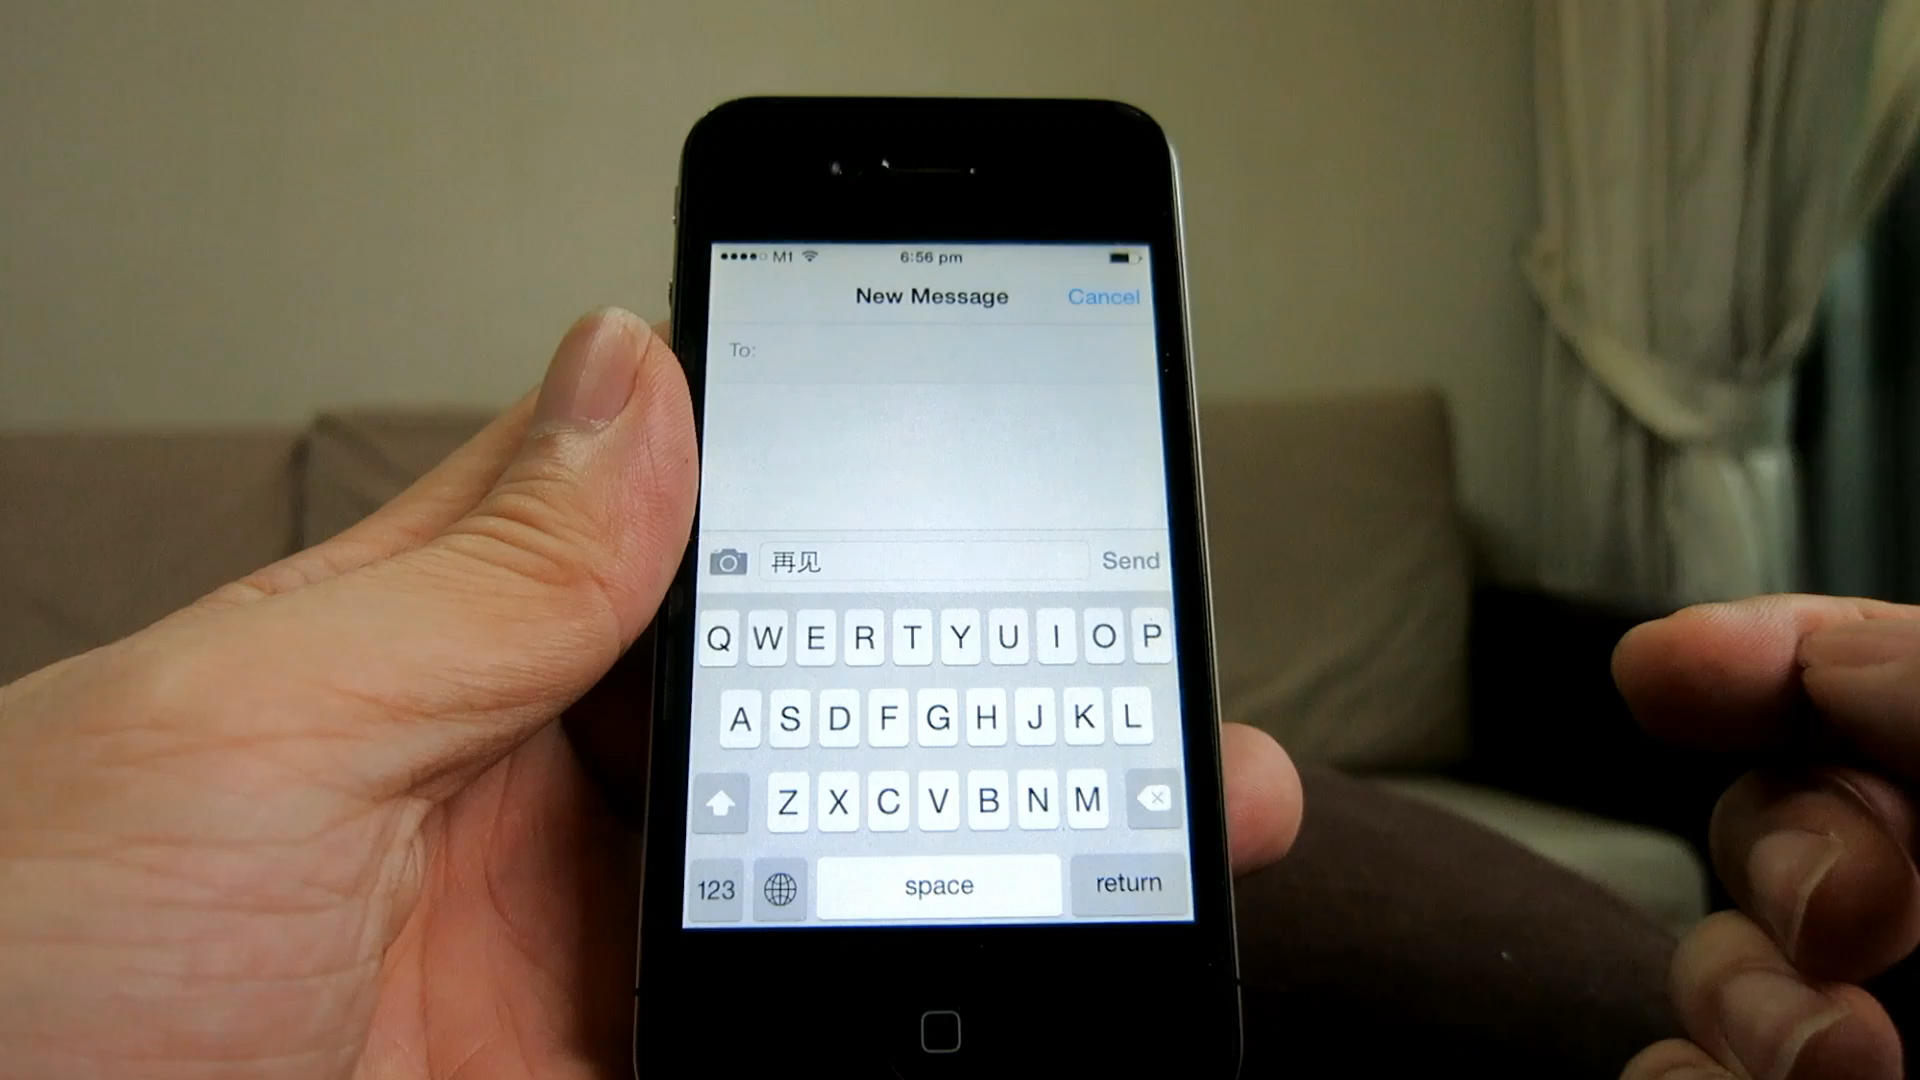 M1 6:56 pm
New Message Cancel
To:
再见 Send
Q W E R T Y U I O P
A S D F G H J K L
Z X C V B N M
123 space return